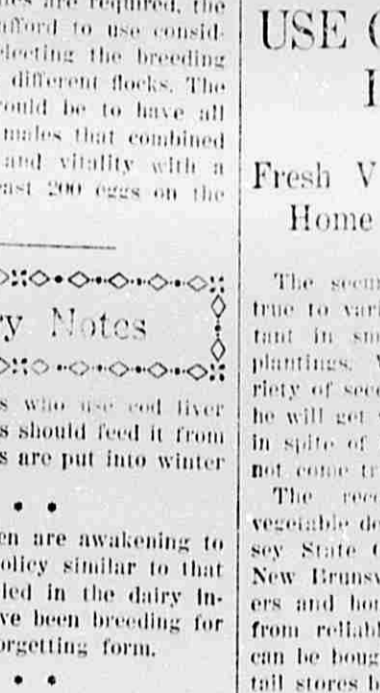 are required, the
afford to use consid-
electing the breeding
different flocks. The
would be to have all
males that combined
and vitality with a
east 200 eggs on the
ry Notes
s who use cod liver
s should feed it from
s are put into winter
en are awakening to
olicy similar to that
led in the dairy in-
ve been breeding for
orgetting form.
USE
Fresh V
Home
The
true to vari
tant in sm
plantings.
riety of
he will get
in spite of
not come tr
The rec
vegetable de
sey State C
New Brunsw
ers and hom
from reliabl
can be boug
tail stores b